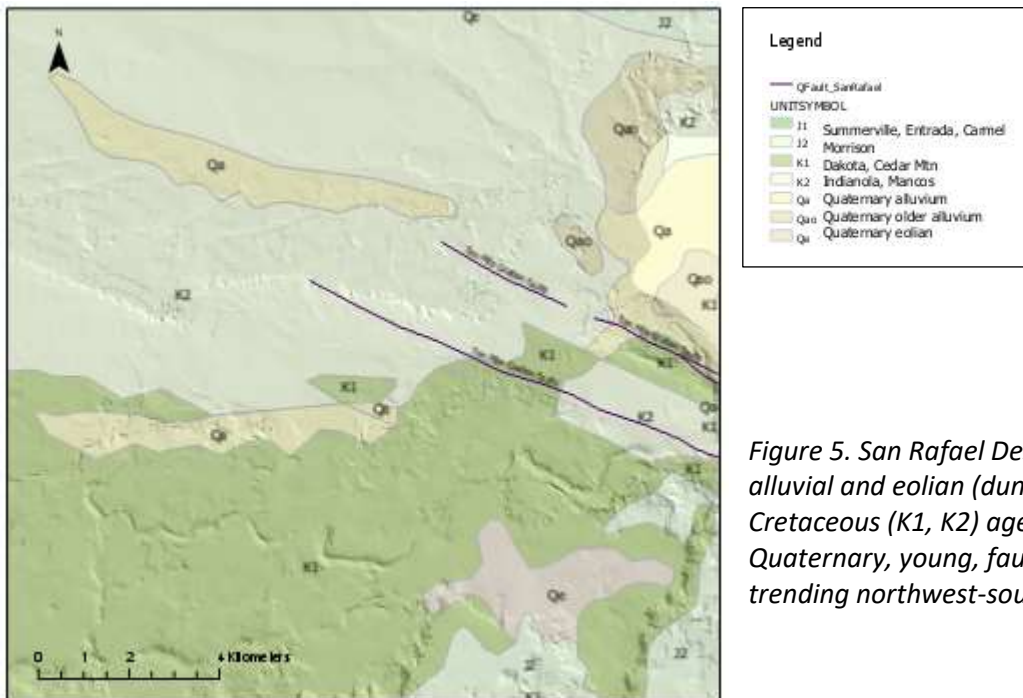 N
Qe
J2
Qao
K2
Qa
Qa
Qao
Qao
K1
K2
K1
K1
K1
Qa
Qa
K2
K1
K1
K1
Qe
J2
0 1 2 4 Kilometers
Legend
QFault_SanRafael
UNITSYMBOL
J1 Summerville, Entrada, Carmel
J2 Morrison
K1 Dakota, Cedar Mtn
K2 Indianola, Mancos
Qa Quaternary alluvium
Qao Quaternary older alluvium
Qe Quaternary eolian
Figure 5. San Rafael De
alluvial and eolian (dun
Cretaceous (K1, K2) age
Quaternary, young, fau
trending northwest-sou